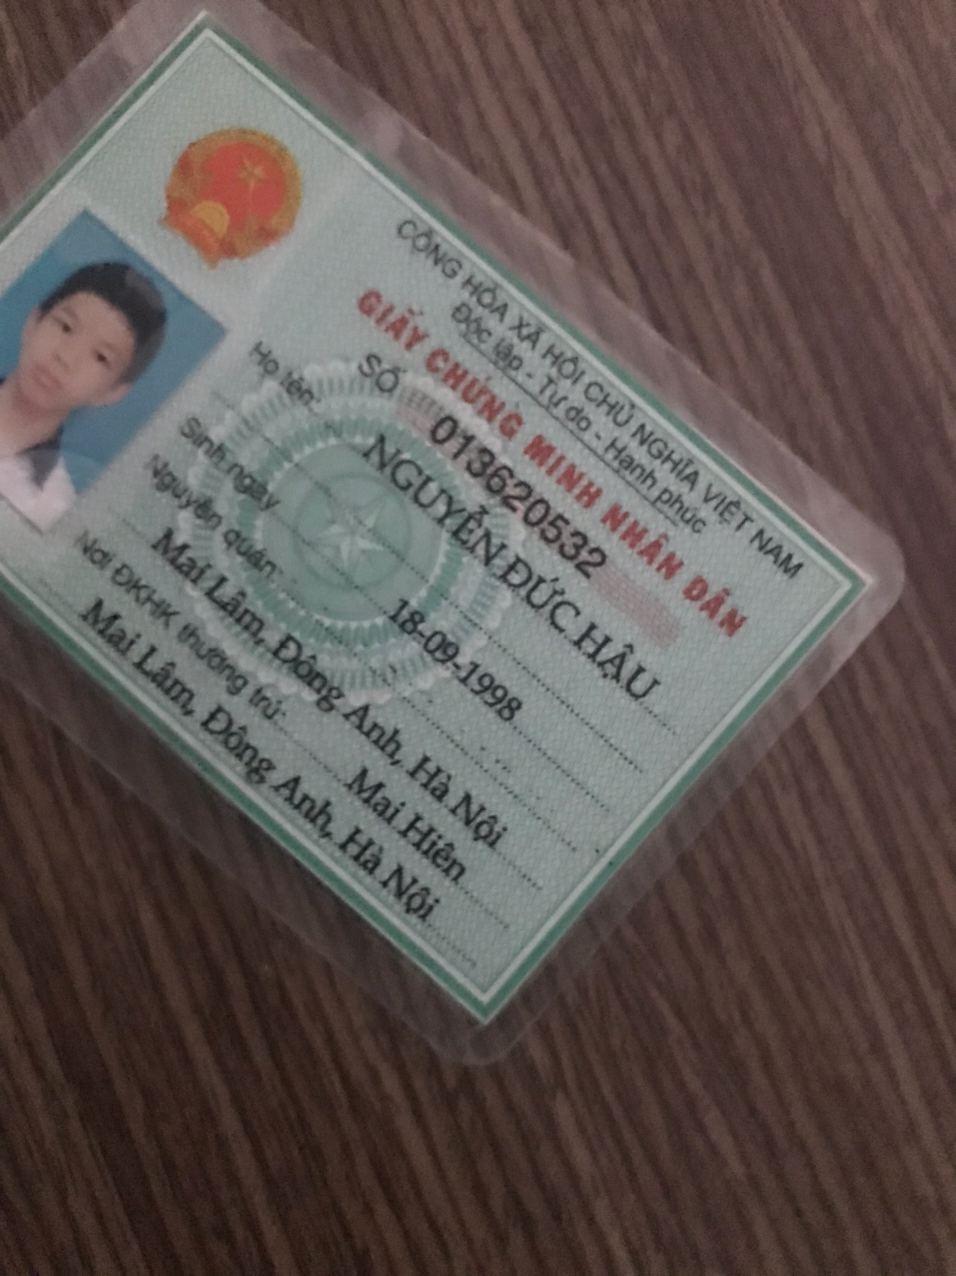 CỘNG HÒA XÃ HỘI CHỦ NGHĨA VIỆT NAM
Độc lập - Tự do - Hạnh phúc
GIẤY CHỨNG MINH NHÂN DÂN
SỐ 013620532
Họ tên: NGUYỄN ĐỨC HẬU
Sinh ngày 18-09-1998
Nguyên quán:
Mai Lâm, Đông Anh, Hà Nội
Nơi ĐKHK thường trú: Mai Hiên
Mai Lâm, Đông Anh, Hà Nội